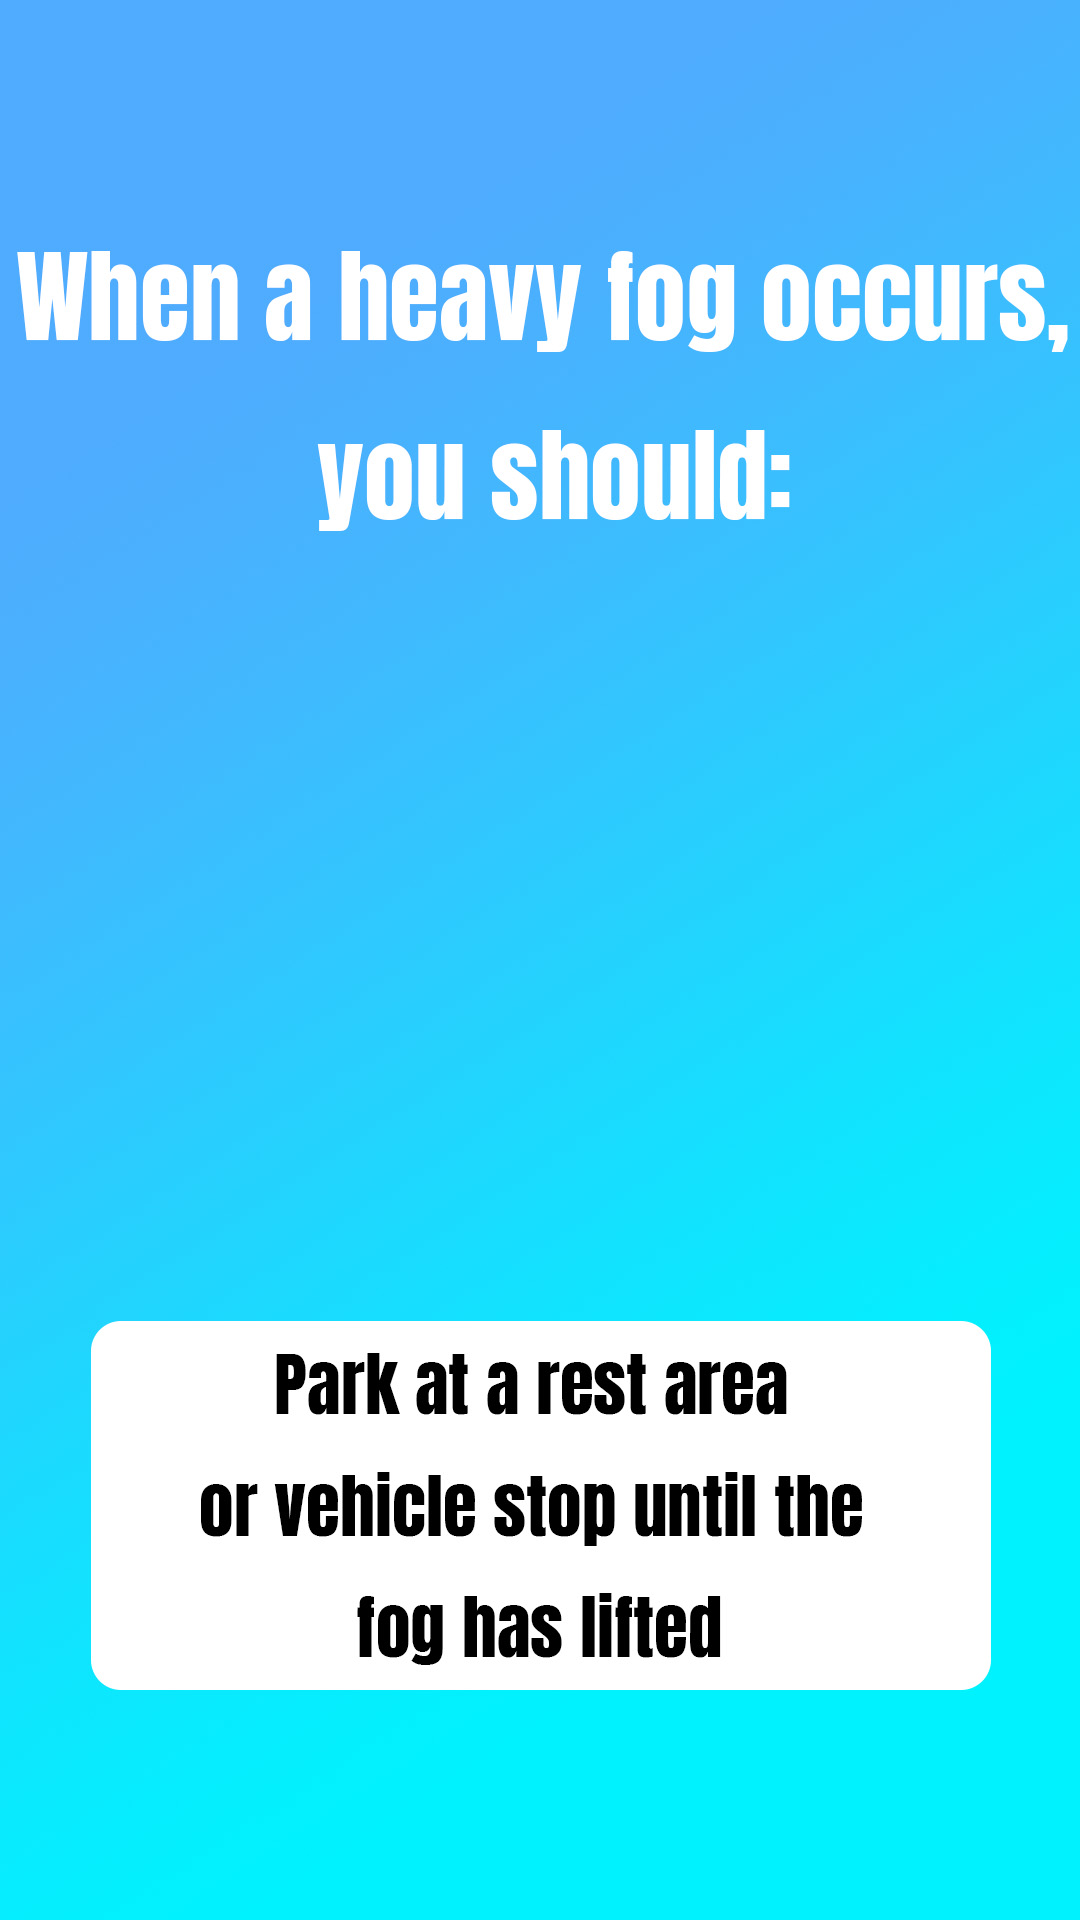 When a heavy fog occurs,
you should:
Park at a rest area
or vehicle stop until the
fog has lifted